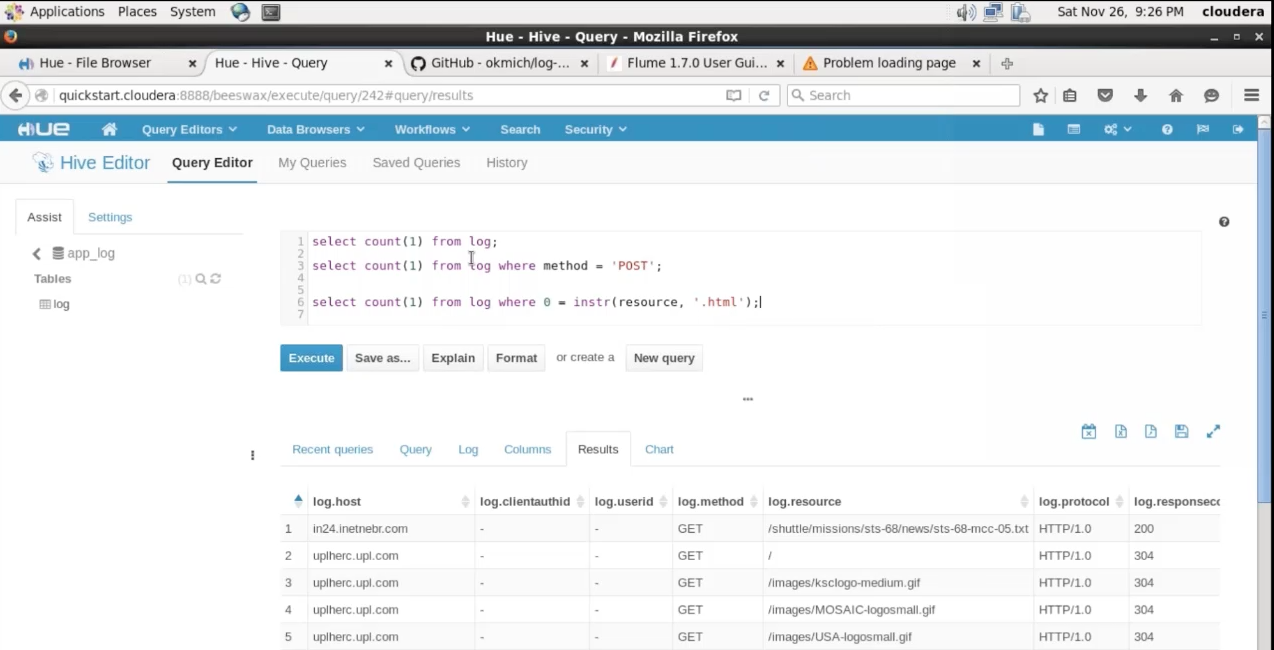 Applications Places System Sat Nov 26, 9:26 PM cloudera
Hue - Hive - Query - Mozilla Firefox
Hue - File Browser Hue - Hive - Query GitHub - okmich/log-... Flume 1.7.0 User Gui... Problem loading page
quickstart.cloudera:8888/beeswax/execute/query/242#query/results Search
HUE Query Editors Data Browsers Workflows Search Security
Hive Editor Query Editor My Queries Saved Queries History
Assist Settings
app_log
Tables (1)
log
1 select count(1) from log;
2
3 select count(1) from log where method = 'POST';
4
5
6 select count(1) from log where 0 = instr(resource, '.html');
7
Execute Save as... Explain Format or create a New query
Recent queries Query Log Columns Results Chart
log.host log.clientauthid log.userid log.method log.resource log.protocol log.responsecc
1 in24.inetnebr.com - - GET /shuttle/missions/sts-68/news/sts-68-mcc-05.txt HTTP/1.0 200
2 uplherc.upl.com - - GET / HTTP/1.0 304
3 uplherc.upl.com - - GET /images/ksclogo-medium.gif HTTP/1.0 304
4 uplherc.upl.com - - GET /images/MOSAIC-logosmall.gif HTTP/1.0 304
5 uplherc.upl.com - - GET /images/USA-logosmall.gif HTTP/1.0 304